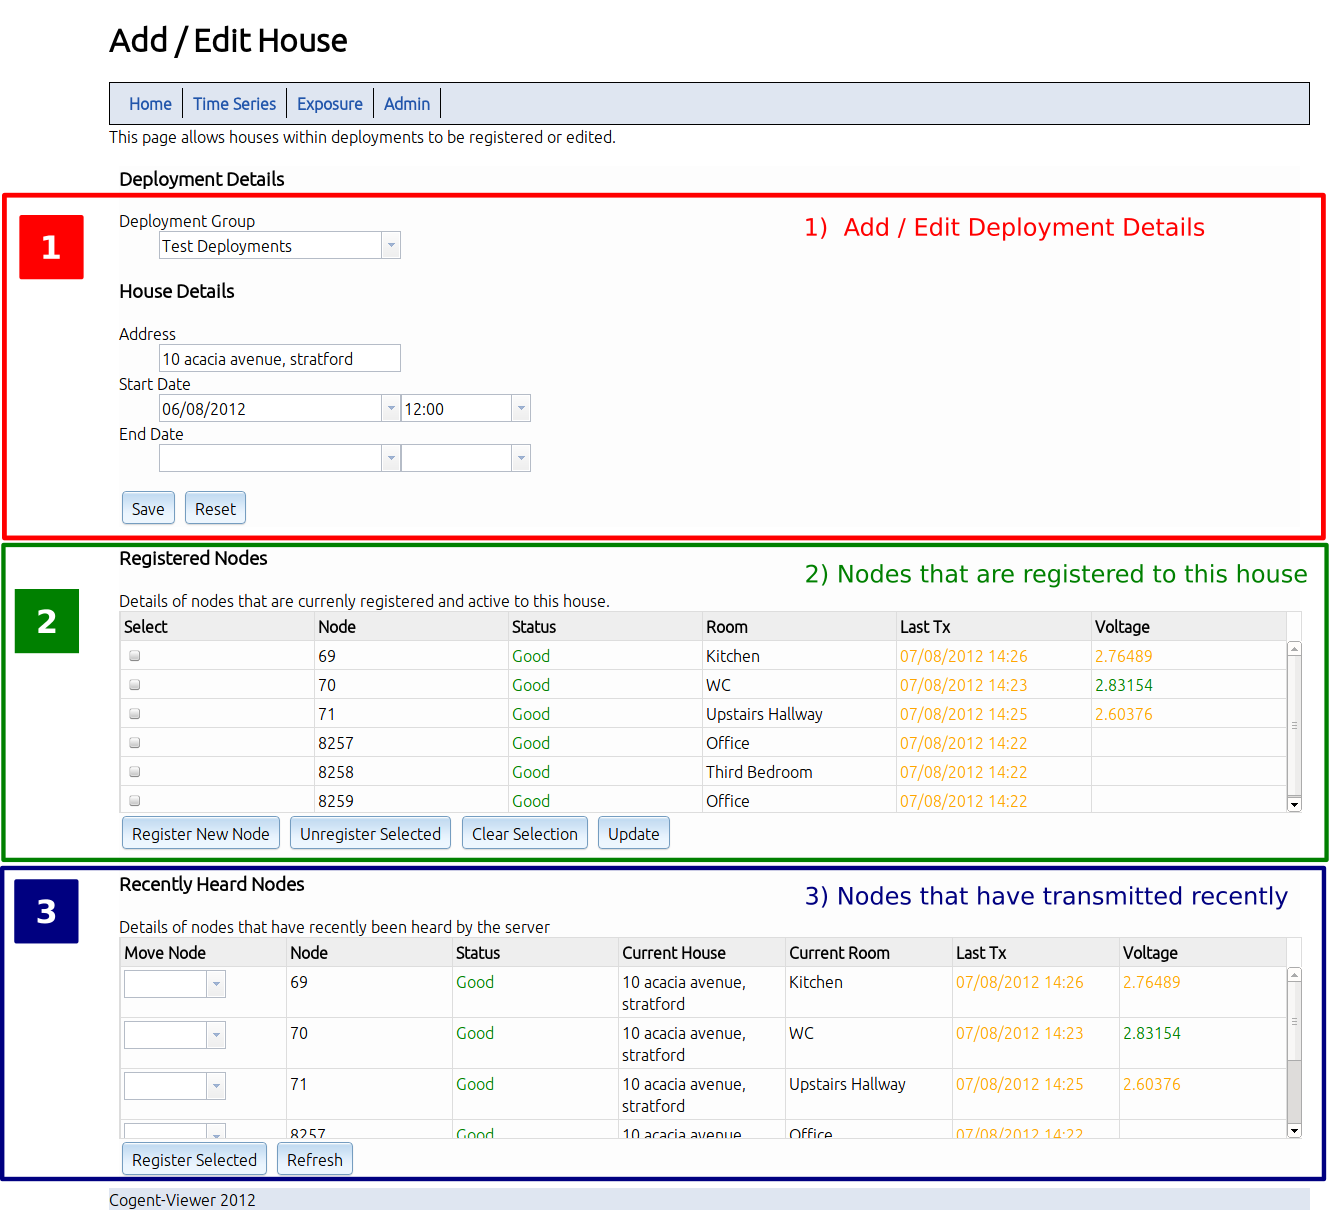 Add / Edit House
Home Time Series Exposure Admin
This page allows houses within deployments to be registered or edited.
Deployment Details
1
1) Add / Edit Deployment Details
Deployment Group
Test Deployments
House Details
Address
10 acacia avenue, stratford
Start Date
06/08/2012 12:00
End Date
Save Reset
Registered Nodes
2) Nodes that are registered to this house
2
Details of nodes that are currenly registered and active to this house.
Select Node Status Room Last Tx Voltage
69 Good Kitchen 07/08/2012 14:26 2.76489
70 Good WC 07/08/2012 14:23 2.83154
71 Good Upstairs Hallway 07/08/2012 14:25 2.60376
8257 Good Office 07/08/2012 14:22
8258 Good Third Bedroom 07/08/2012 14:22
8259 Good Office 07/08/2012 14:22
Register New Node Unregister Selected Clear Selection Update
Recently Heard Nodes
3) Nodes that have transmitted recently
3
Details of nodes that have recently been heard by the server
Move Node Node Status Current House Current Room Last Tx Voltage
69 Good 10 acacia avenue, Kitchen 07/08/2012 14:26 2.76489
stratford
70 Good 10 acacia avenue, WC 07/08/2012 14:23 2.83154
stratford
71 Good 10 acacia avenue, Upstairs Hallway 07/08/2012 14:25 2.60376
stratford
8257 Good 10 acacia avenue, Office 07/08/2012 14:22
Register Selected Refresh
Cogent-Viewer 2012